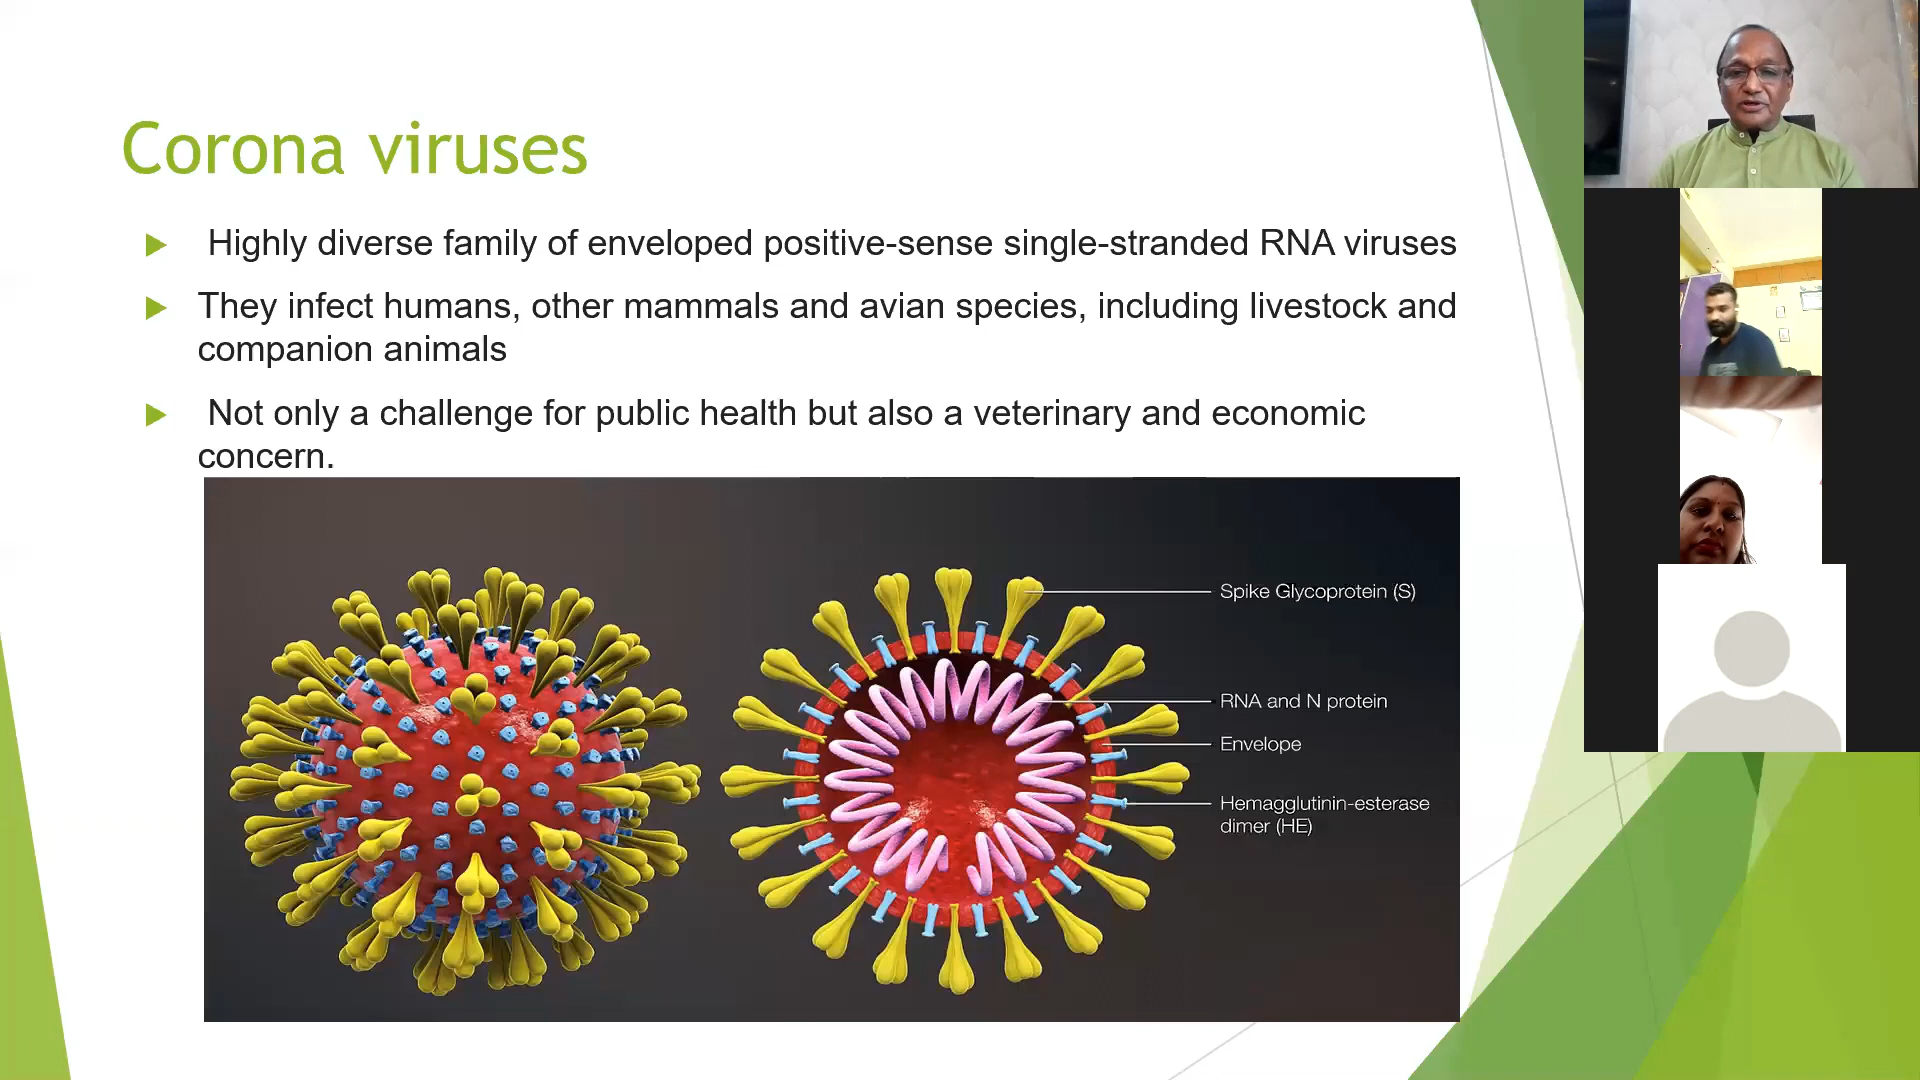 Corona viruses
Highly diverse family of enveloped positive-sense single-stranded RNA viruses
They infect humans, other mammals and avian species, including livestock and
companion animals
Not only a challenge for public health but also a veterinary and economic
concern.
Spike Glycoprotein (S)
RNA and N protein
Envelope
Hemagglutinin-esterase
dimer (HE)